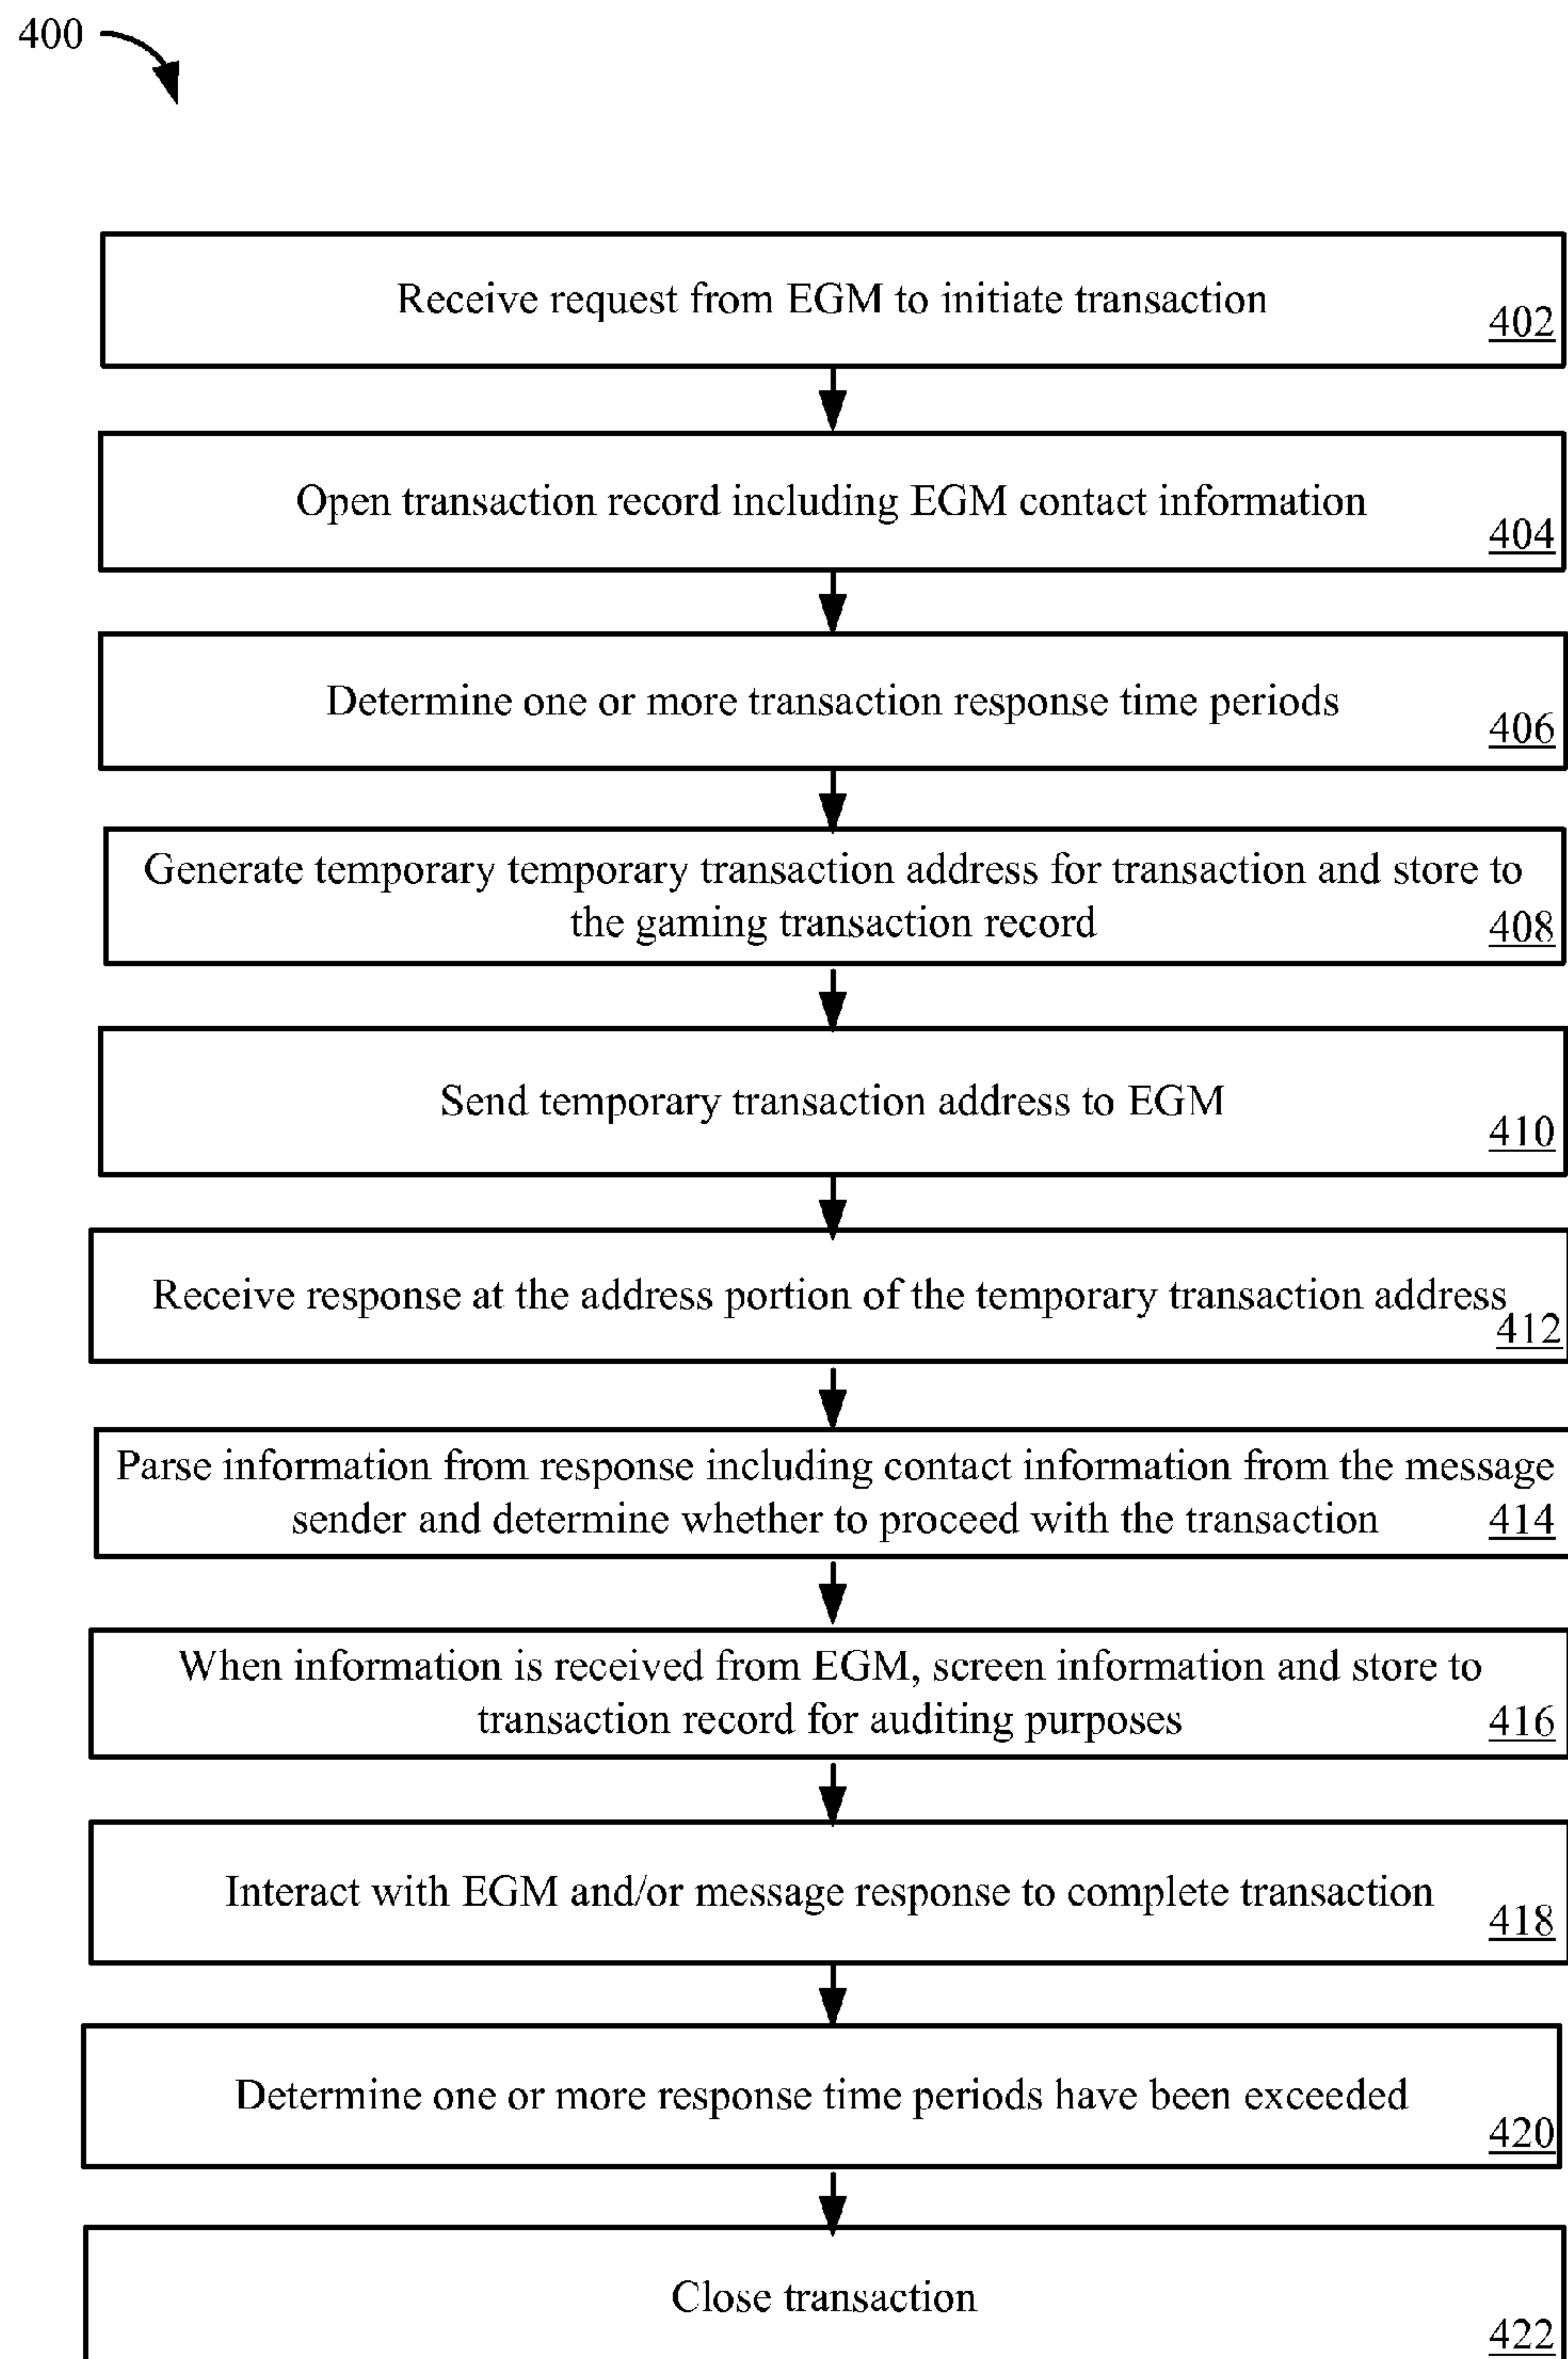 400
Receive request from EGM to initiate transaction
402
Open transaction record including EGM contact information
404
Determine one or more transaction response time periods
406
Generate temporary temporary transaction address for transaction and store to
the gaming transaction record
408
Send temporary transaction address to EGM
410
Receive response at the address portion of the temporary transaction address
412
Parse information from response including contact information from the message
sender and determine whether to proceed with the transaction
414
When information is received from EGM, screen information and store to
transaction record for auditing purposes
416
Interact with EGM and/or message response to complete transaction
418
Determine one or more response time periods have been exceeded
420
Close transaction
422